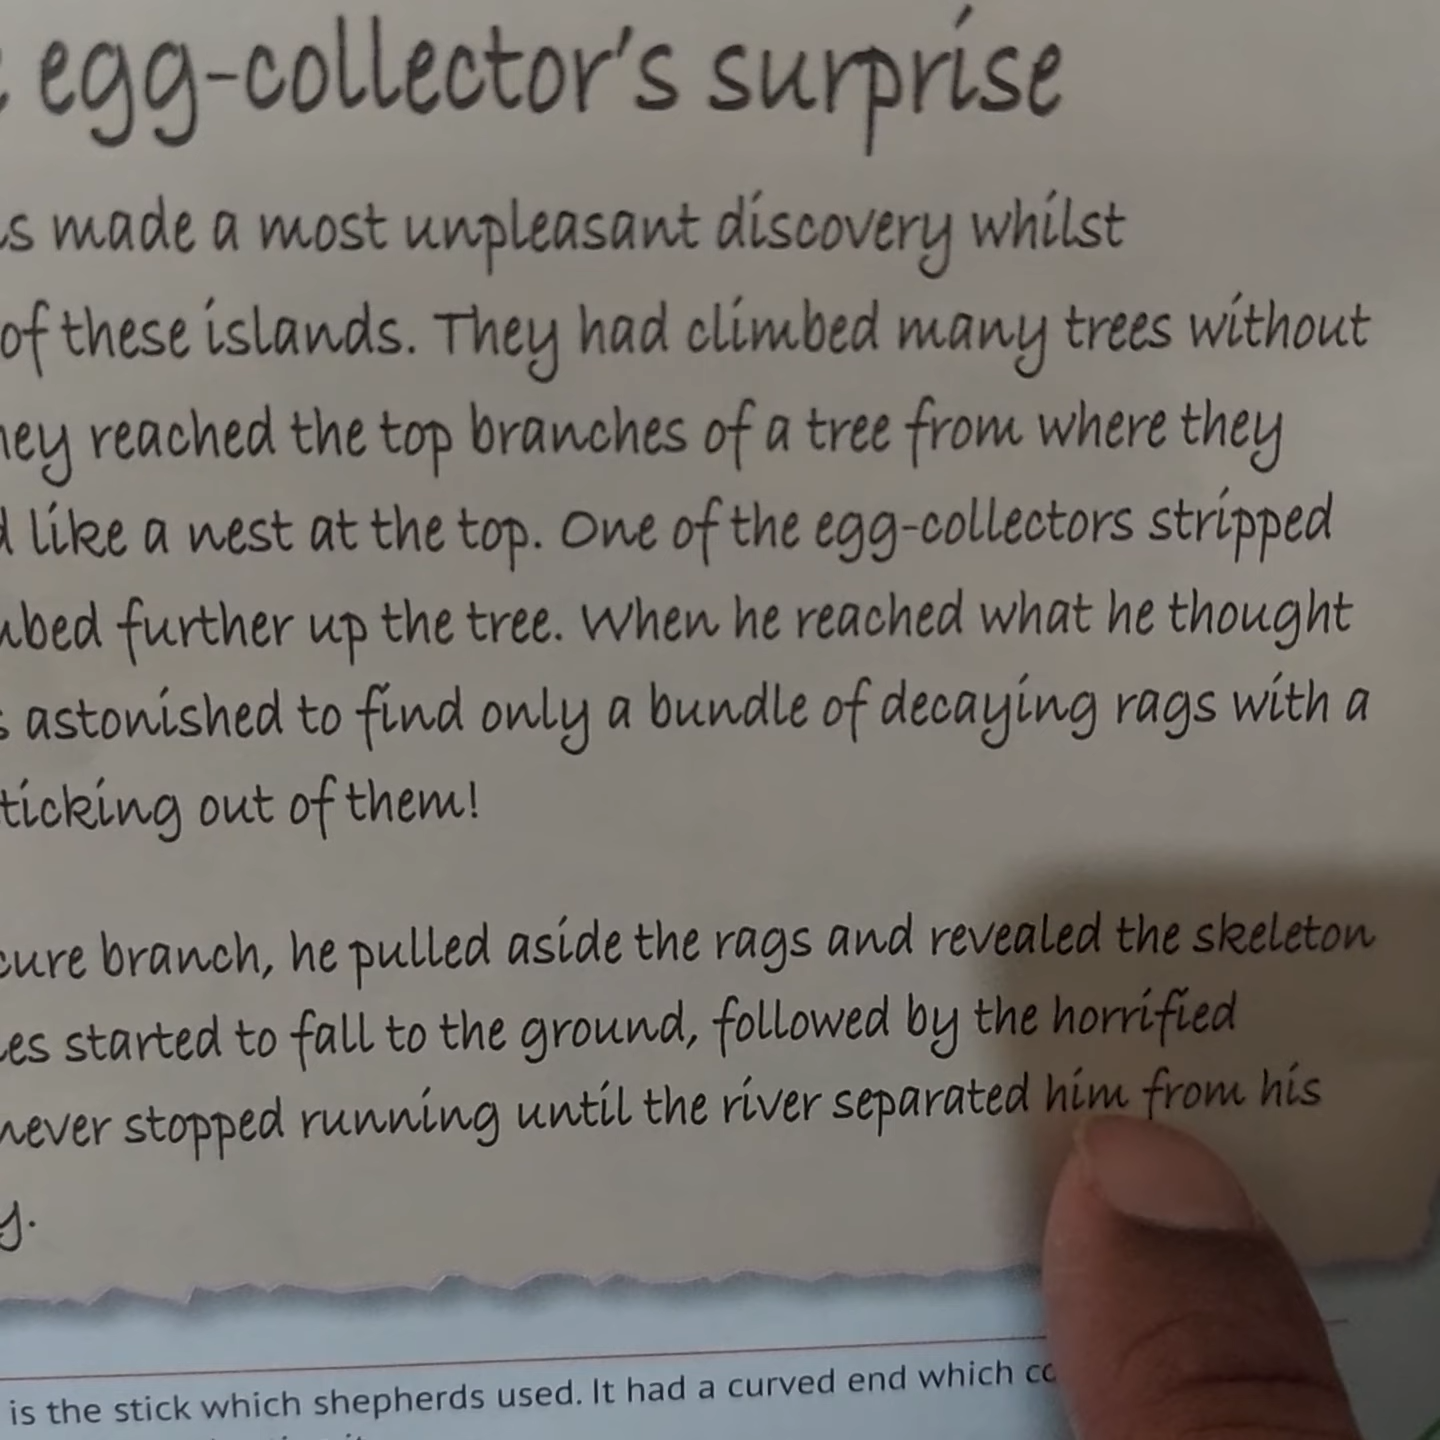 egg-collector's surprise
made a most unpleasant discovery whilst
of these islands. They had climbed many trees without
reached the top branches of a tree from where they
like a nest at the top. One of the egg-collectors stripped
further up the tree. When he reached what he thought
astonished to find only a bundle of decaying rags with a
out of them!
branch, he pulled aside the rags and revealed the skeleton
started to fall to the ground, followed by the horrified
never stopped running until the river separated him from his
is the stick which shepherds used. It had a curved end which